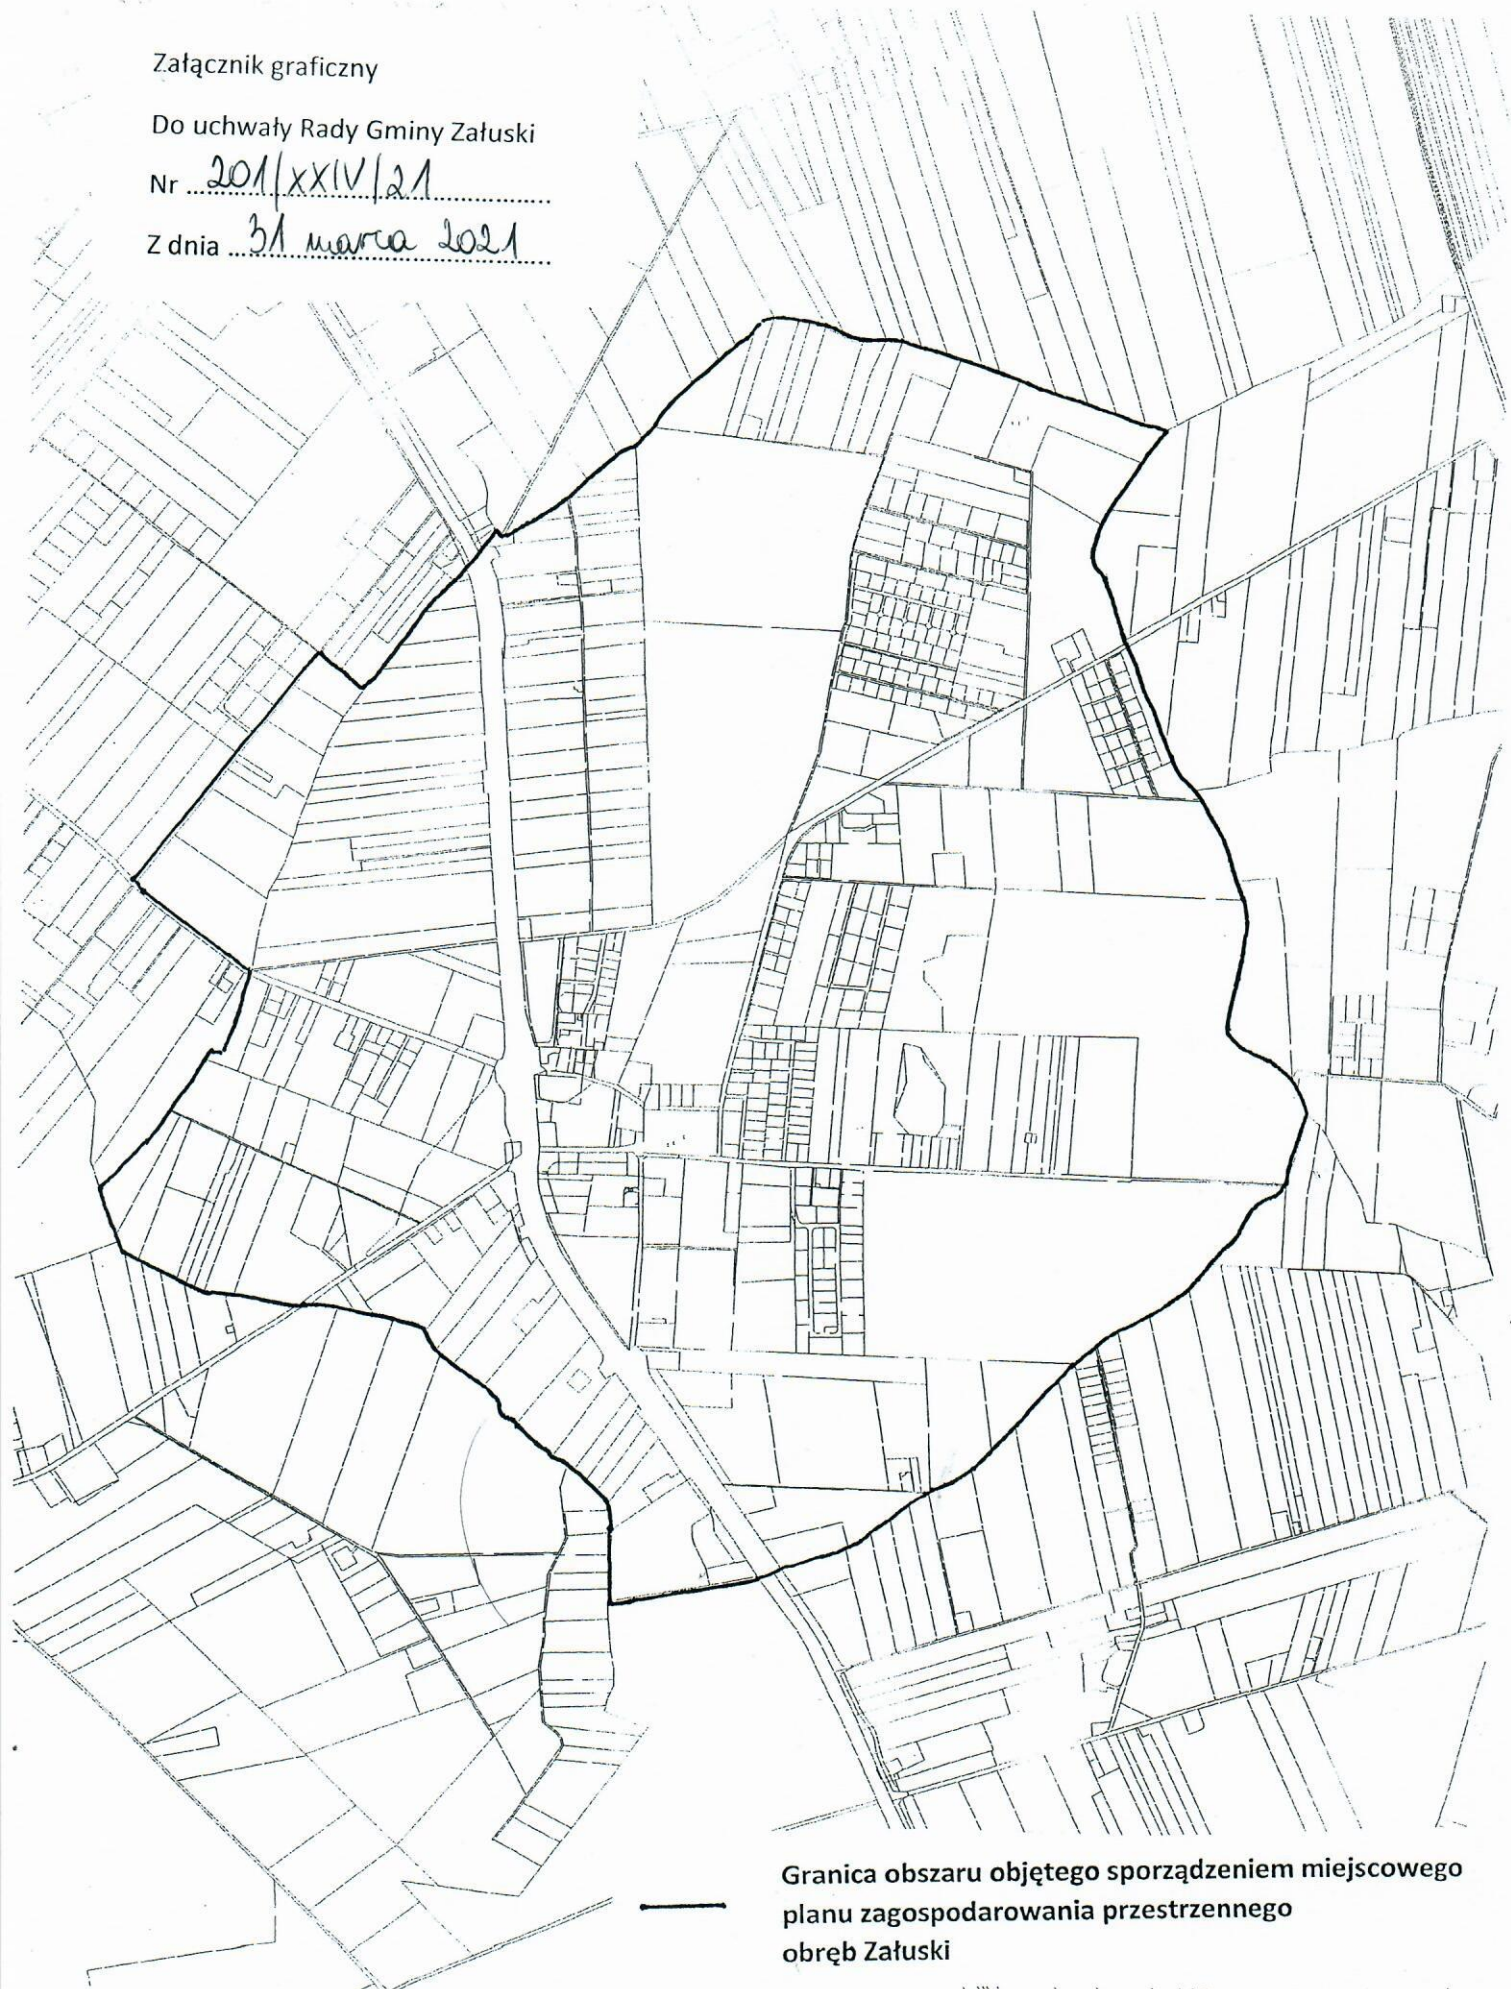 Załącznik graficzny
Do uchwały Rady Gminy Załuski
Nr 201/XXIV/21
Z dnia 31 marca 2021
Granica obszaru objętego sporządzeniem miejscowego
planu zagospodarowania przestrzennego
obręb Załuski